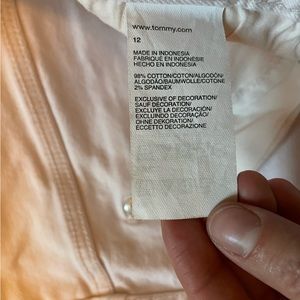 www.tommy.com
12
MADE IN INDONESIA
FABRIQUÉ EN INDONÉSIE
HECHO EN INDONESIA
98% COTTON/COTON/ALGODÓN/
ALGODÃO/BAUMWOLLE/COTONE
2% SPANDEX
EXCLUSIVE OF DECORATION/
SAUF DÉCORATION/
EXCLUYE LA DECORACIÓN/
EXCLUINDO DECORAÇÃO/
OHNE DEKORATION/
ECCETTO DECORAZIONE